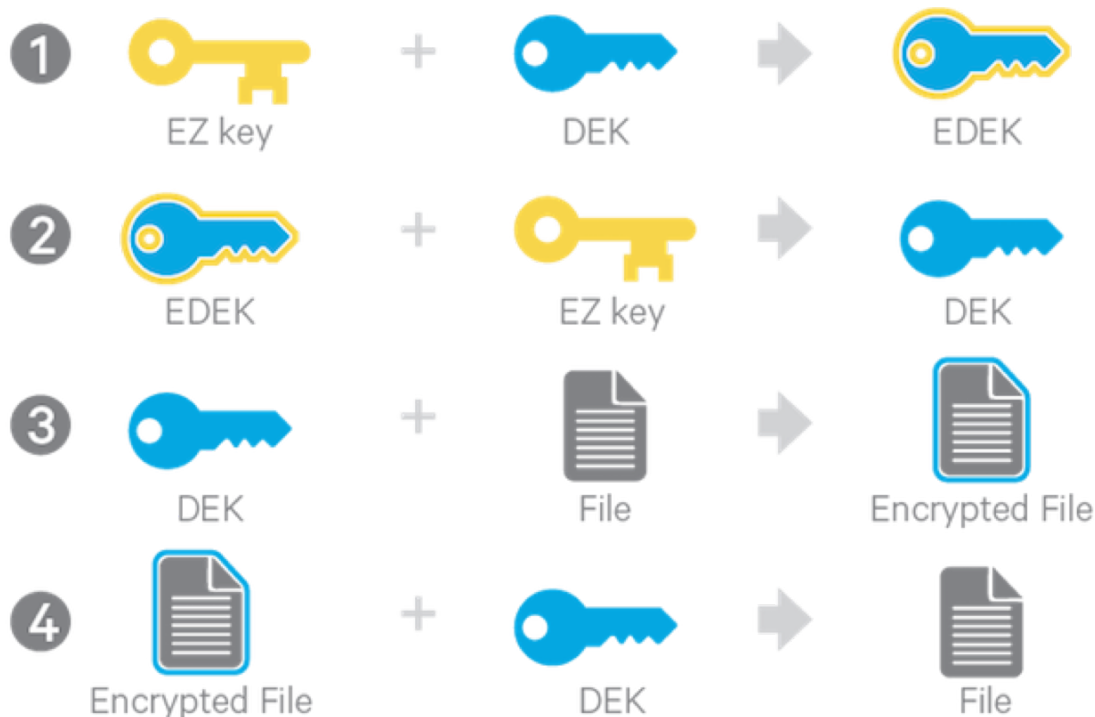 1
EZ key + DEK EDEK
2
EDEK + EZ key DEK
3
DEK + File Encrypted File
4
Encrypted File + DEK File